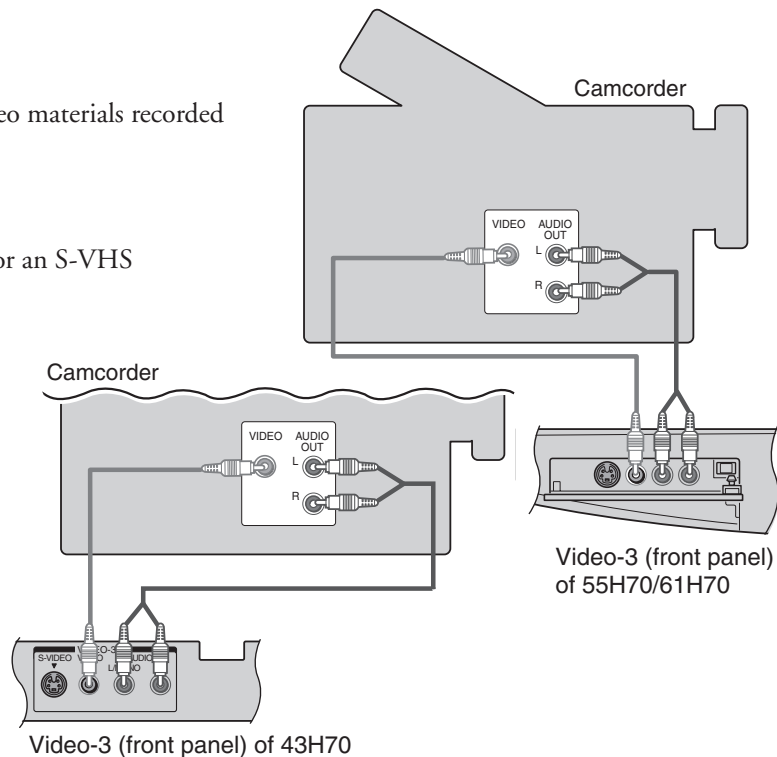 Camcorder
eo materials recorded
or an S-VHS
VIDEO AUDIO
OUT
L
R
Camcorder
VIDEO AUDIO
OUT
L
R
Video-3 (front panel)
of 55H70/61H70
S-VIDEO
Video-3 (front panel) of 43H70